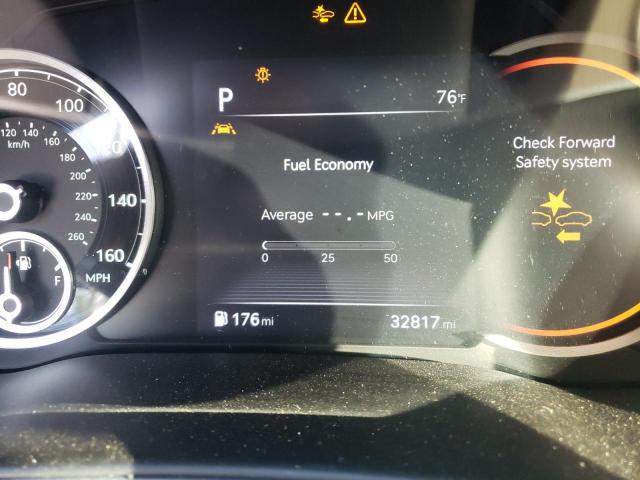 80 100 120 140 160
MPH
120 140 160 180 200 220 240 260
km/h
F
P
76°F
Fuel Economy
Average --.- MPG
0 25 50
176 mi
32817 mi
Check Forward
Safety system